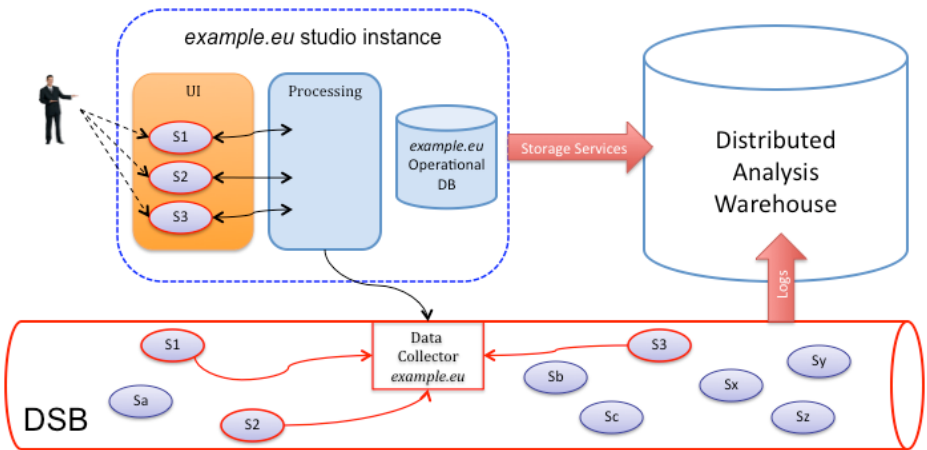 example.eu studio instance
UI
Processing
S1
S2
S3
example.eu
Operational
DB
Storage Services
Distributed
Analysis
Warehouse
Logs
Data
Collector
example.eu
S1
S3
Sa
S2
Sb
Sc
Sx
Sy
Sz
DSB